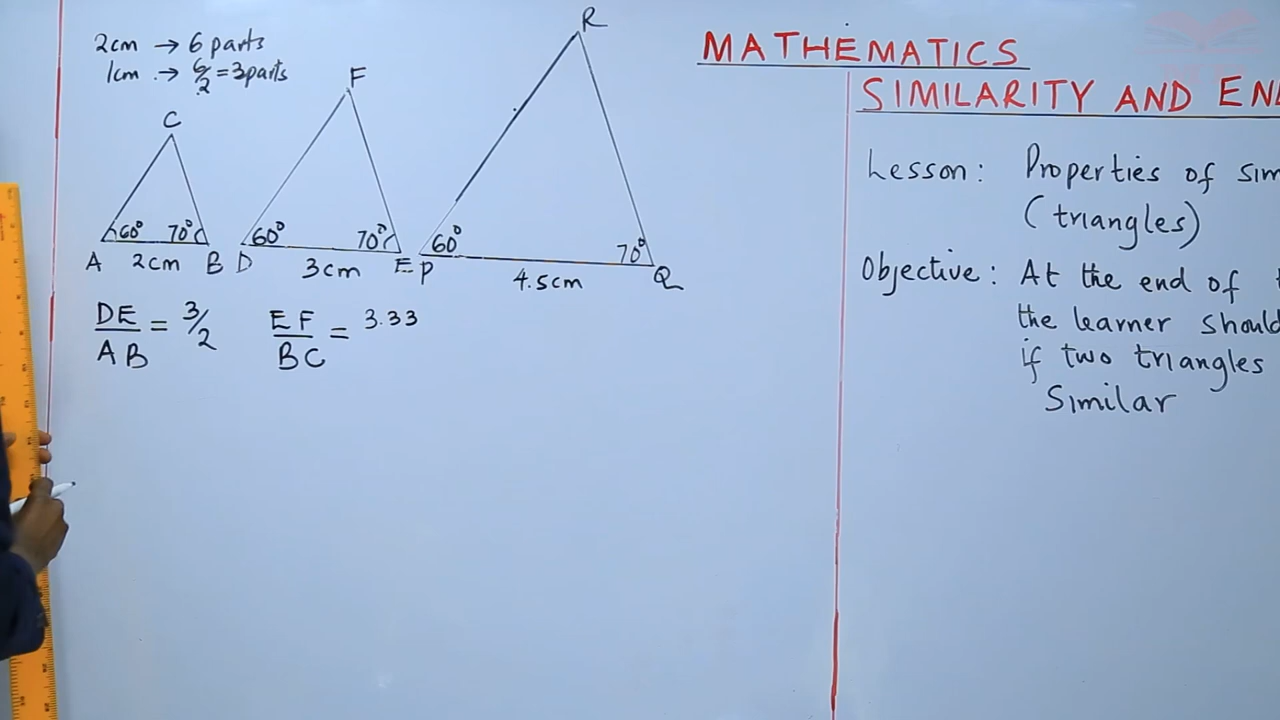 2cm → 6 parts
1cm → 6/2 = 3parts
C
F
R
60° 70°
60° 70°
60° 70°
A 2cm B
D 3cm E
P 4.5cm Q
DE/AB = 3/2
EF/BC = 3.33
MATHEMATICS
SIMILARITY AND EN
Lesson: Properties of sim
(triangles)
Objective: At the end of t
the learner should
if two triangles
Similar